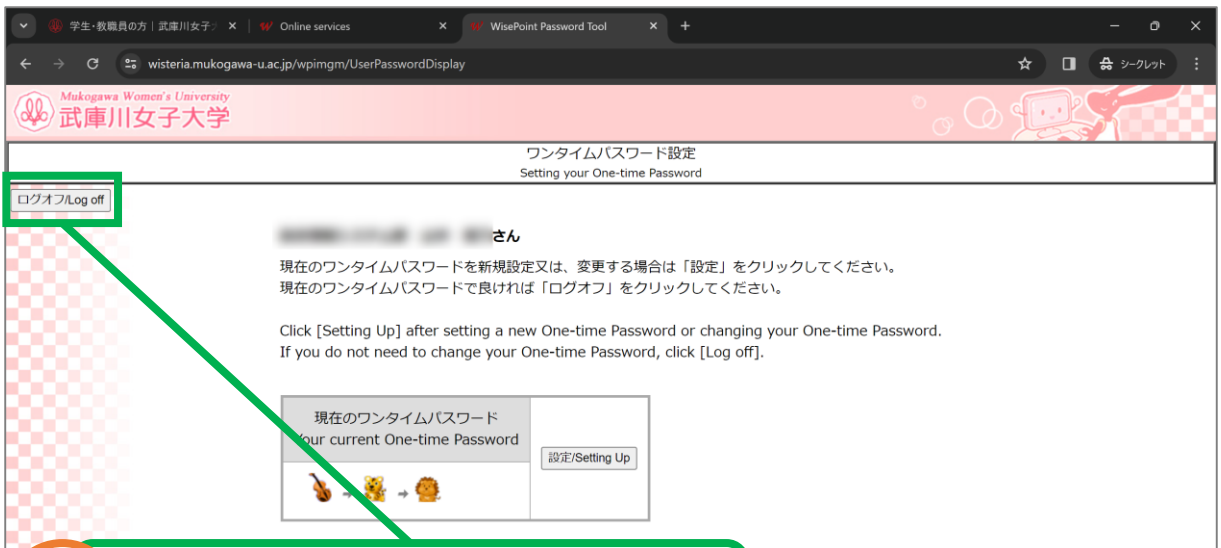 学生・教職員の方 | 武庫川女子
Online services
WisePoint Password Tool
wisteria.mukogawa-u.ac.jp/wpimgm/UserPasswordDisplay
シークレット
Mukogawa Women's University
武庫川女子大学
ワンタイムパスワード設定
Setting your One-time Password
ログオフ/Log off
さん
現在のワンタイムパスワードを新規設定又は、変更する場合は「設定」をクリックしてください。
現在のワンタイムパスワードで良ければ「ログオフ」をクリックしてください。
Click [Setting Up] after setting a new One-time Password or changing your One-time Password.
If you do not need to change your One-time Password, click [Log off].
現在のワンタイムパスワード
Your current One-time Password
設定/Setting Up